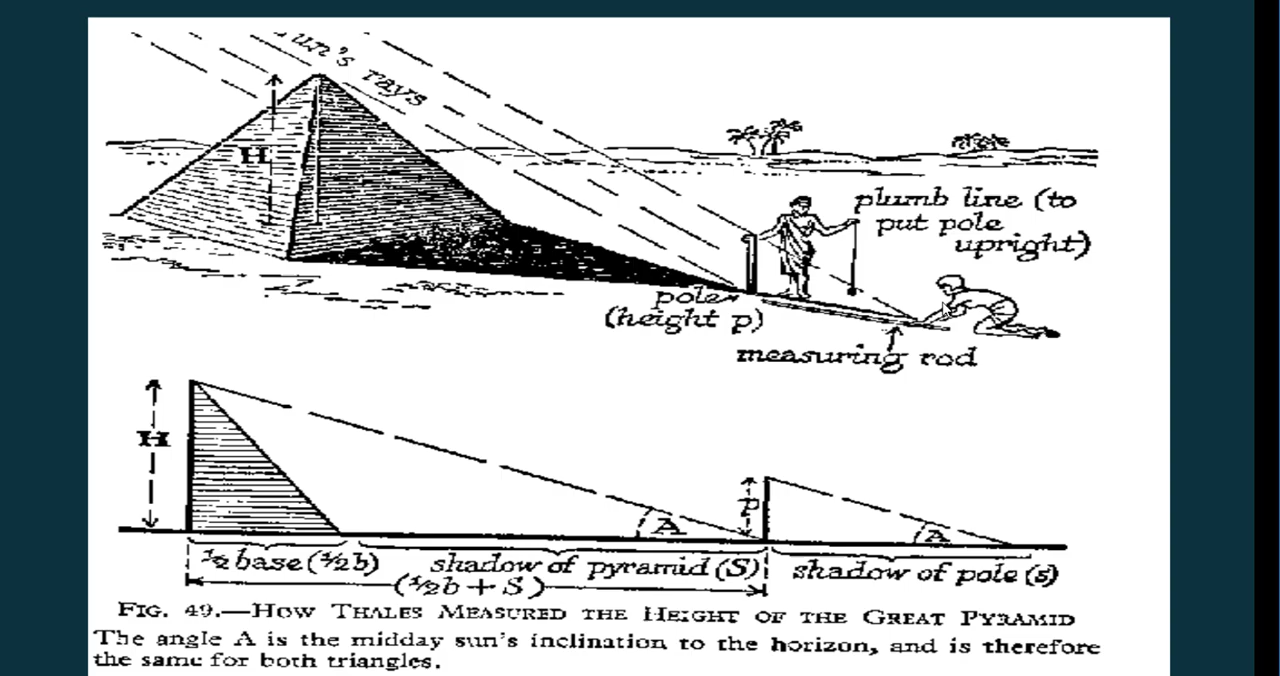 Sun's rays
H
plumb line (to
put pole
upright)
pole
(height p)
measuring rod
H
p
A
A
½ base (½b)
shadow of pyramid (S)
shadow of pole (s)
(½b + S)
FIG. 49.—HOW THALES MEASURED THE HEIGHT OF THE GREAT PYRAMID
The angle A is the midday sun's inclination to the horizon, and is therefore
the same for both triangles.